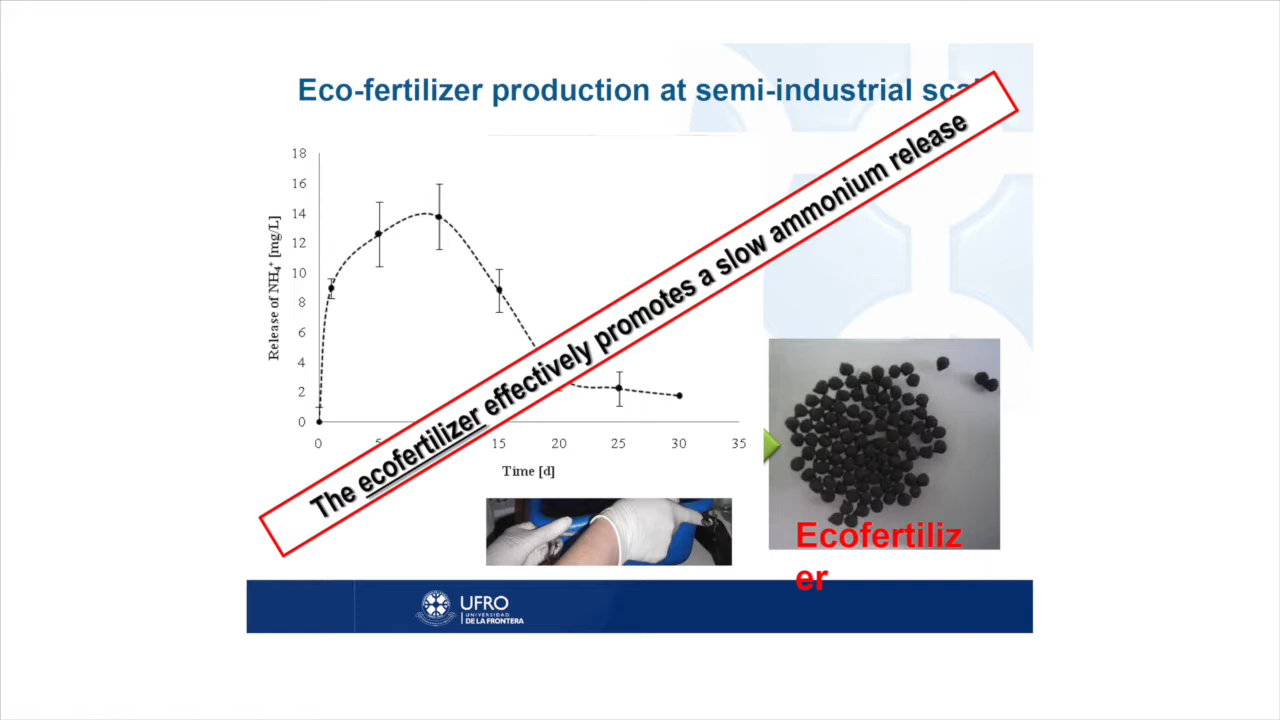 Eco-fertilizer production at semi-industrial
The ecofertilizer effectively promotes a slow ammonium release
18
16
14
12
10
8
6
4
2
0
Release of NH₄⁺ [mg/L]
0
15
20
25
30
35
Time [d]
Ecofertiliz
er
UFRO
UNIVERSIDAD
DE LA FRONTERA